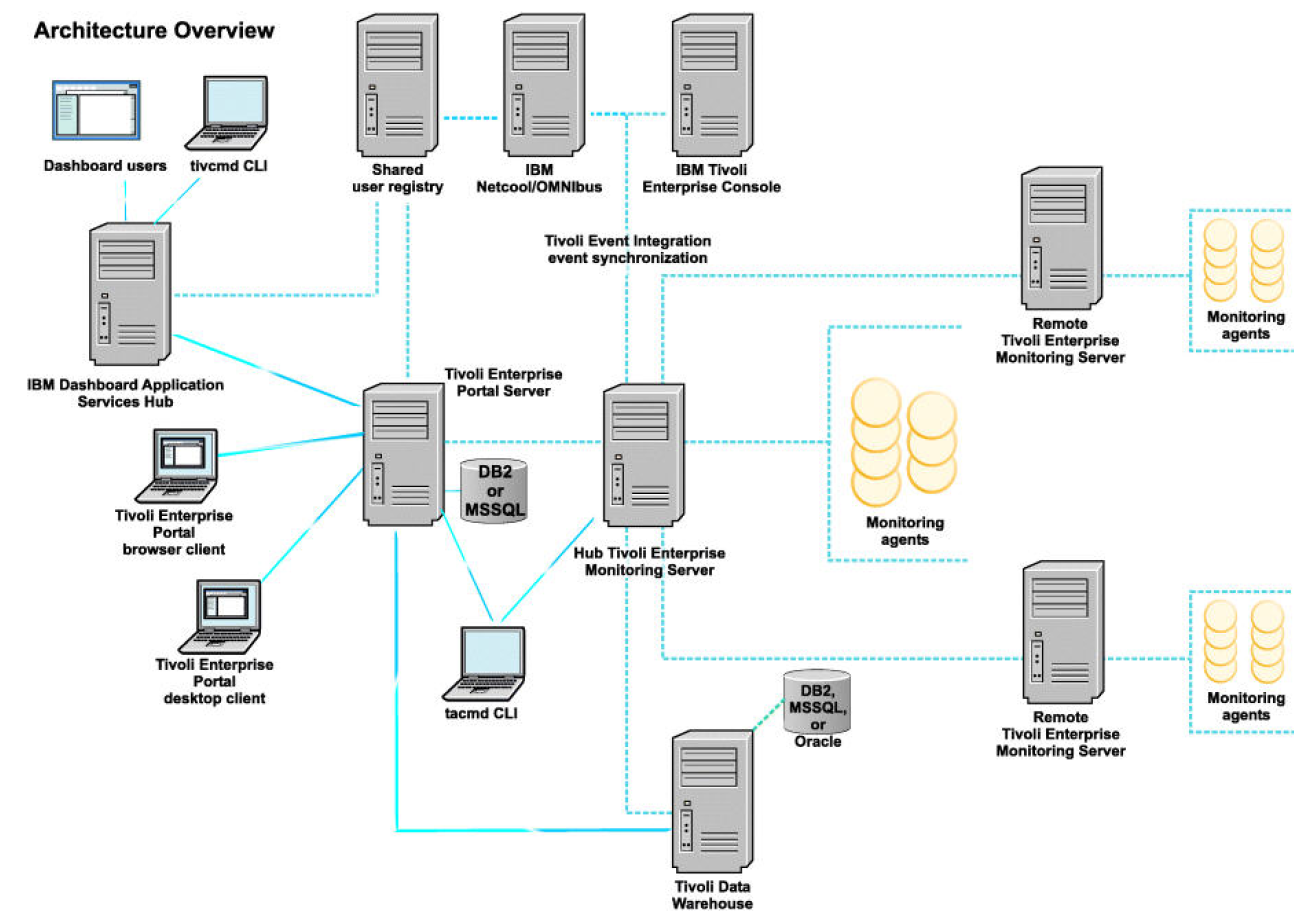 Architecture Overview
Dashboard users
tivcmd CLI
Shared
user registry
IBM
Netcool/OMNIbus
IBM Tivoli
Enterprise Console
Tivoli Event Integration
event synchronization
Remote
Tivoli Enterprise
Monitoring Server
Monitoring
agents
IBM Dashboard Application
Services Hub
Tivoli Enterprise
Portal Server
DB2
or
MSSQL
Tivoli Enterprise
Portal
browser client
Hub Tivoli Enterprise
Monitoring Server
Monitoring
agents
Tivoli Enterprise
Portal
desktop client
tacmd CLI
DB2,
MSSQL,
or
Oracle
Remote
Tivoli Enterprise
Monitoring Server
Monitoring
agents
Tivoli Data
Warehouse